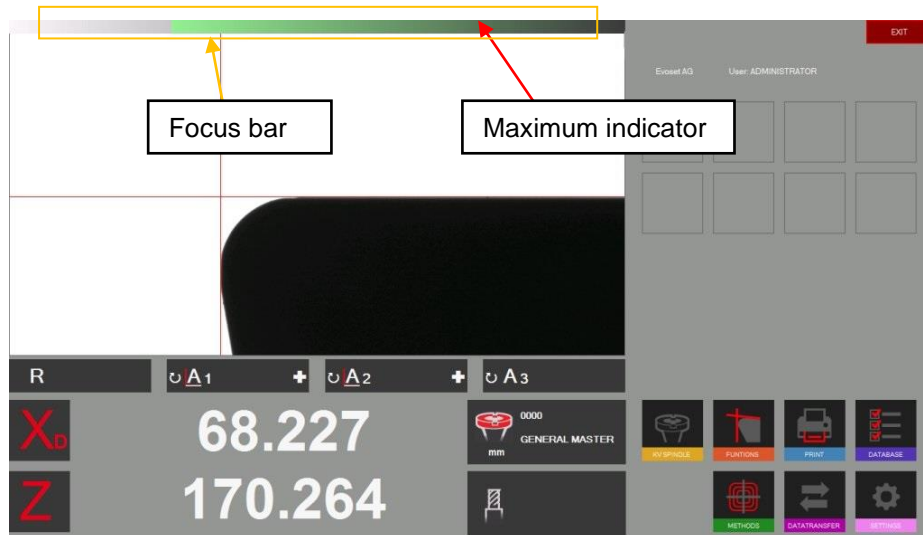 EXIT
Evoset AG User: ADMINISTRATOR
Focus bar
Maximum indicator
R
A1
A2
A3
XD
68.227
0000
GENERAL MASTER
mm
Z
170.264
KV SPINDLE
FUNTIONS
PRINT
DATABASE
METHODS
DATATRANSFER
SETTINGS